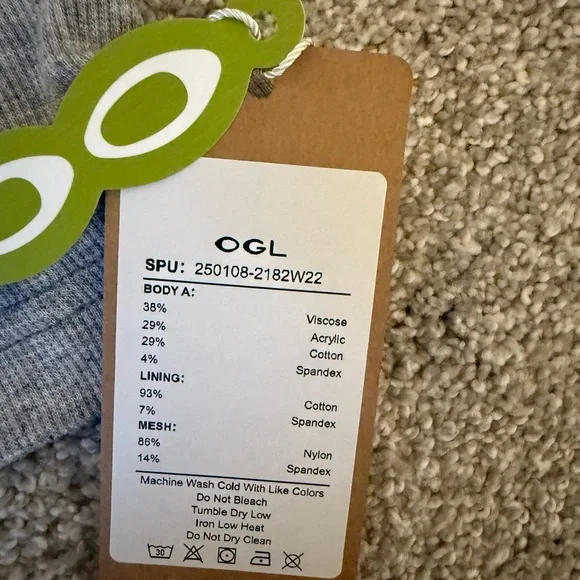 OGL
SPU: 250108-2182W22
BODY A:
38% Viscose
29% Acrylic
29% Cotton
4% Spandex
LINING:
93% Cotton
7% Spandex
MESH:
86% Nylon
14% Spandex
Machine Wash Cold With Like Colors
Do Not Bleach
Tumble Dry Low
Iron Low Heat
Do Not Dry Clean
30